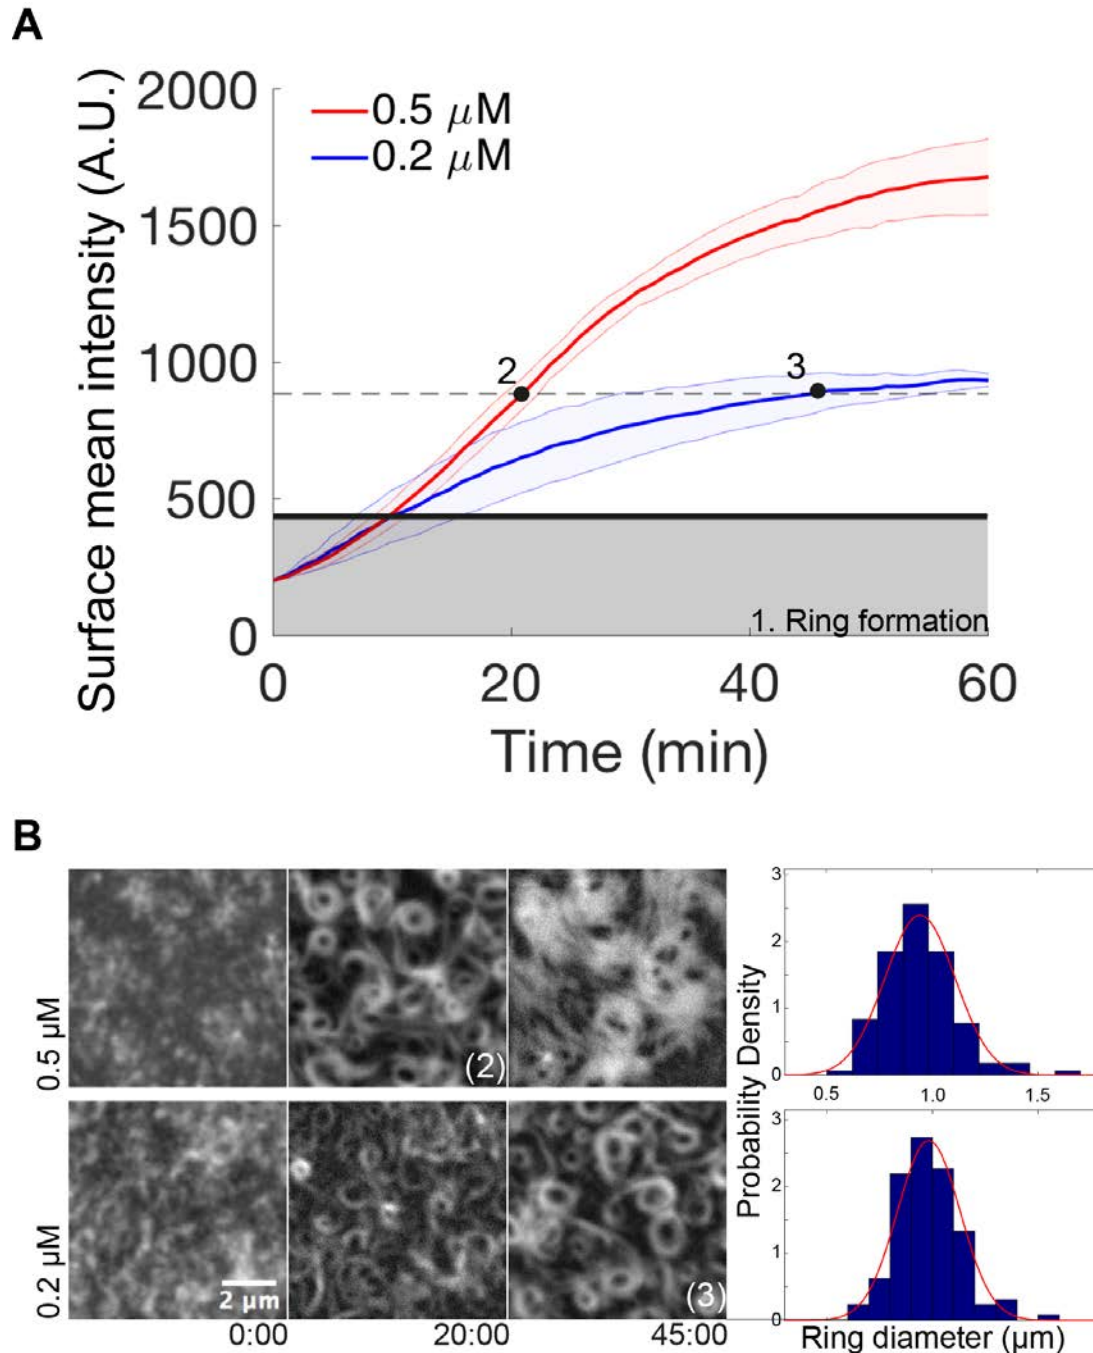 A
Surface mean intensity (A.U.)
2000
1500
1000
500
0
0.5 μM
0.2 μM
2
3
1. Ring formation
0
20
40
60
Time (min)
B
0.5 μM
(2)
0.2 μM
2 μm
(3)
0:00
20:00
45:00
Probability Density
3
2
1
0
0.5
1.0
1.5
3
2
1
0
Ring diameter (μm)